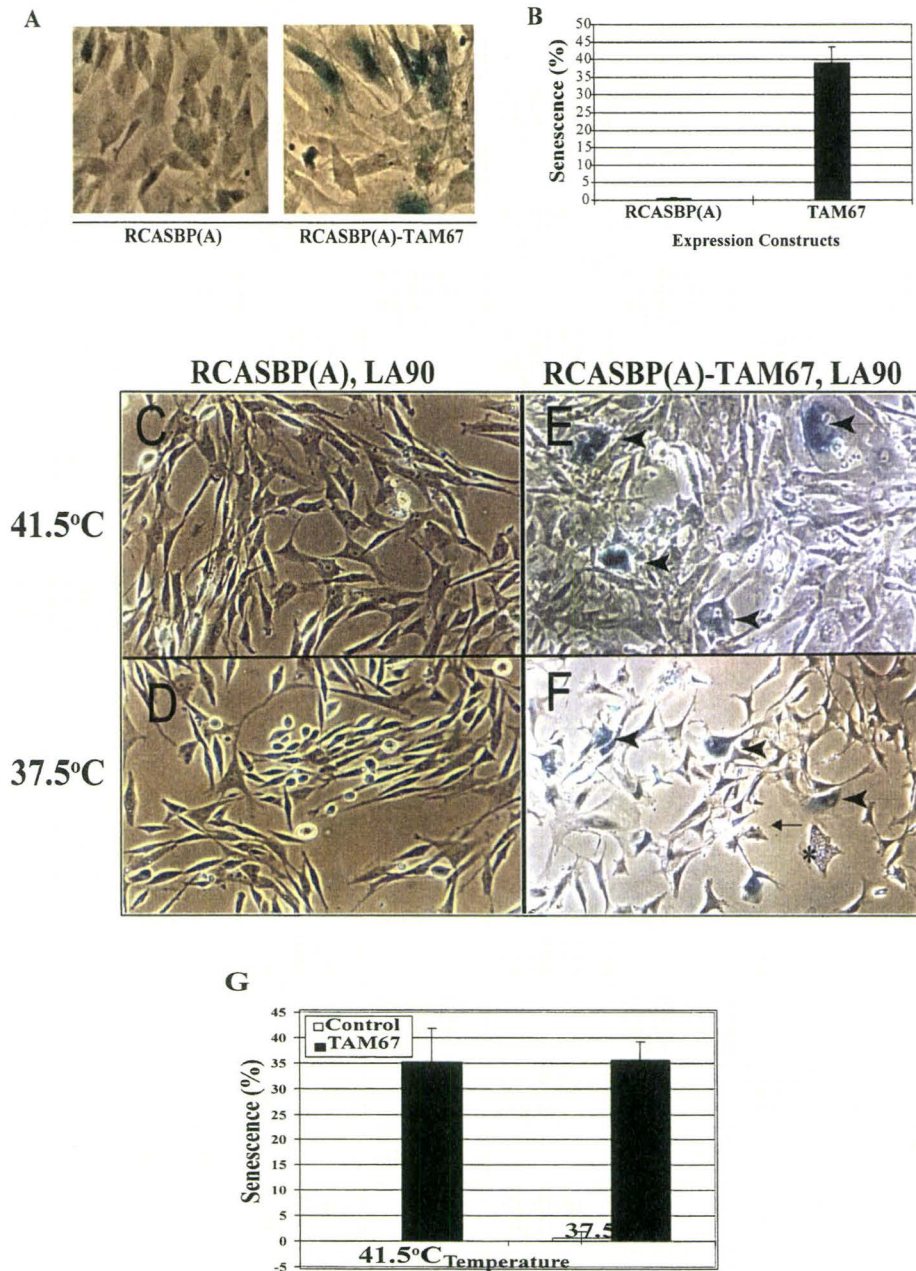 A
RCASBP(A)
RCASBP(A)-TAM67
B
Senescence (%)
50
45
40
35
30
25
20
15
10
5
0
RCASBP(A)
TAM67
Expression Constructs
RCASBP(A), LA90
RCASBP(A)-TAM67, LA90
41.5°C
37.5°C
C
E
D
F
*
G
Senescence (%)
45
40
35
30
25
20
15
10
5
0
-5
Control
TAM67
41.5°C
37.5
Temperature